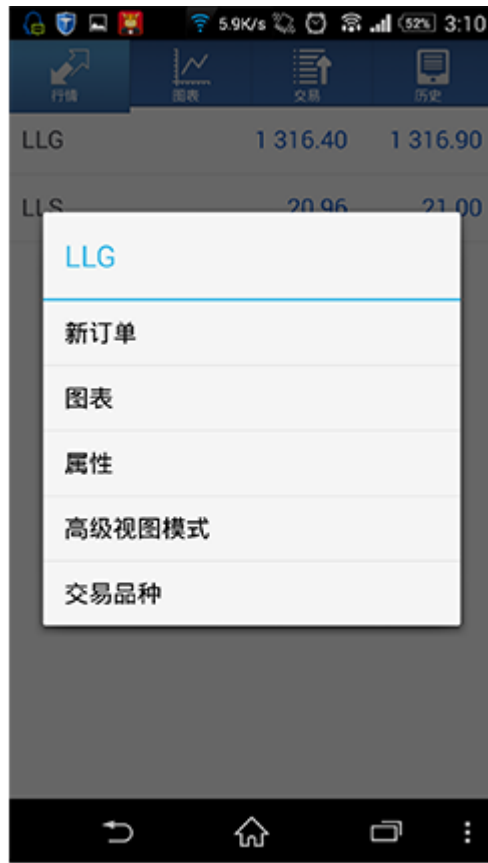 5.9K/s 52% 3:10
行情 图表 交易 历史
LLG 1 316.40 1 316.90
LLS 20.96 21.00
LLG
新订单
图表
属性
高级视图模式
交易品种